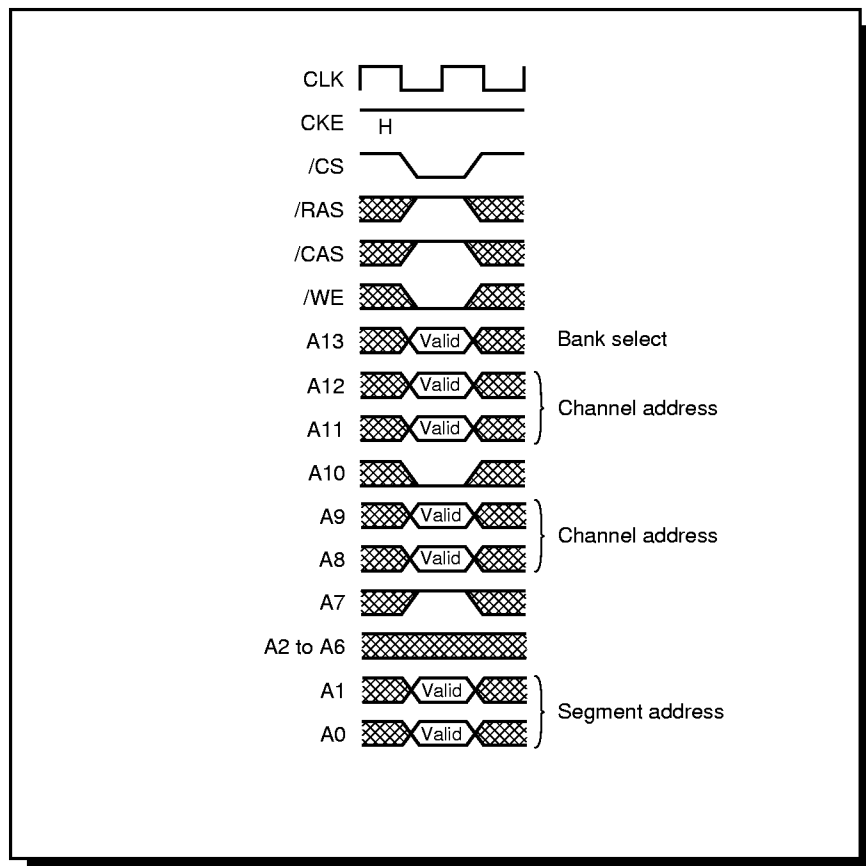 CLK
CKE H
/CS
/RAS
/CAS
/WE
A13 Valid Bank select
A12 Valid
Channel address
A11 Valid
A10
A9 Valid
Channel address
A8 Valid
A7
A2 to A6
A1 Valid
Segment address
A0 Valid